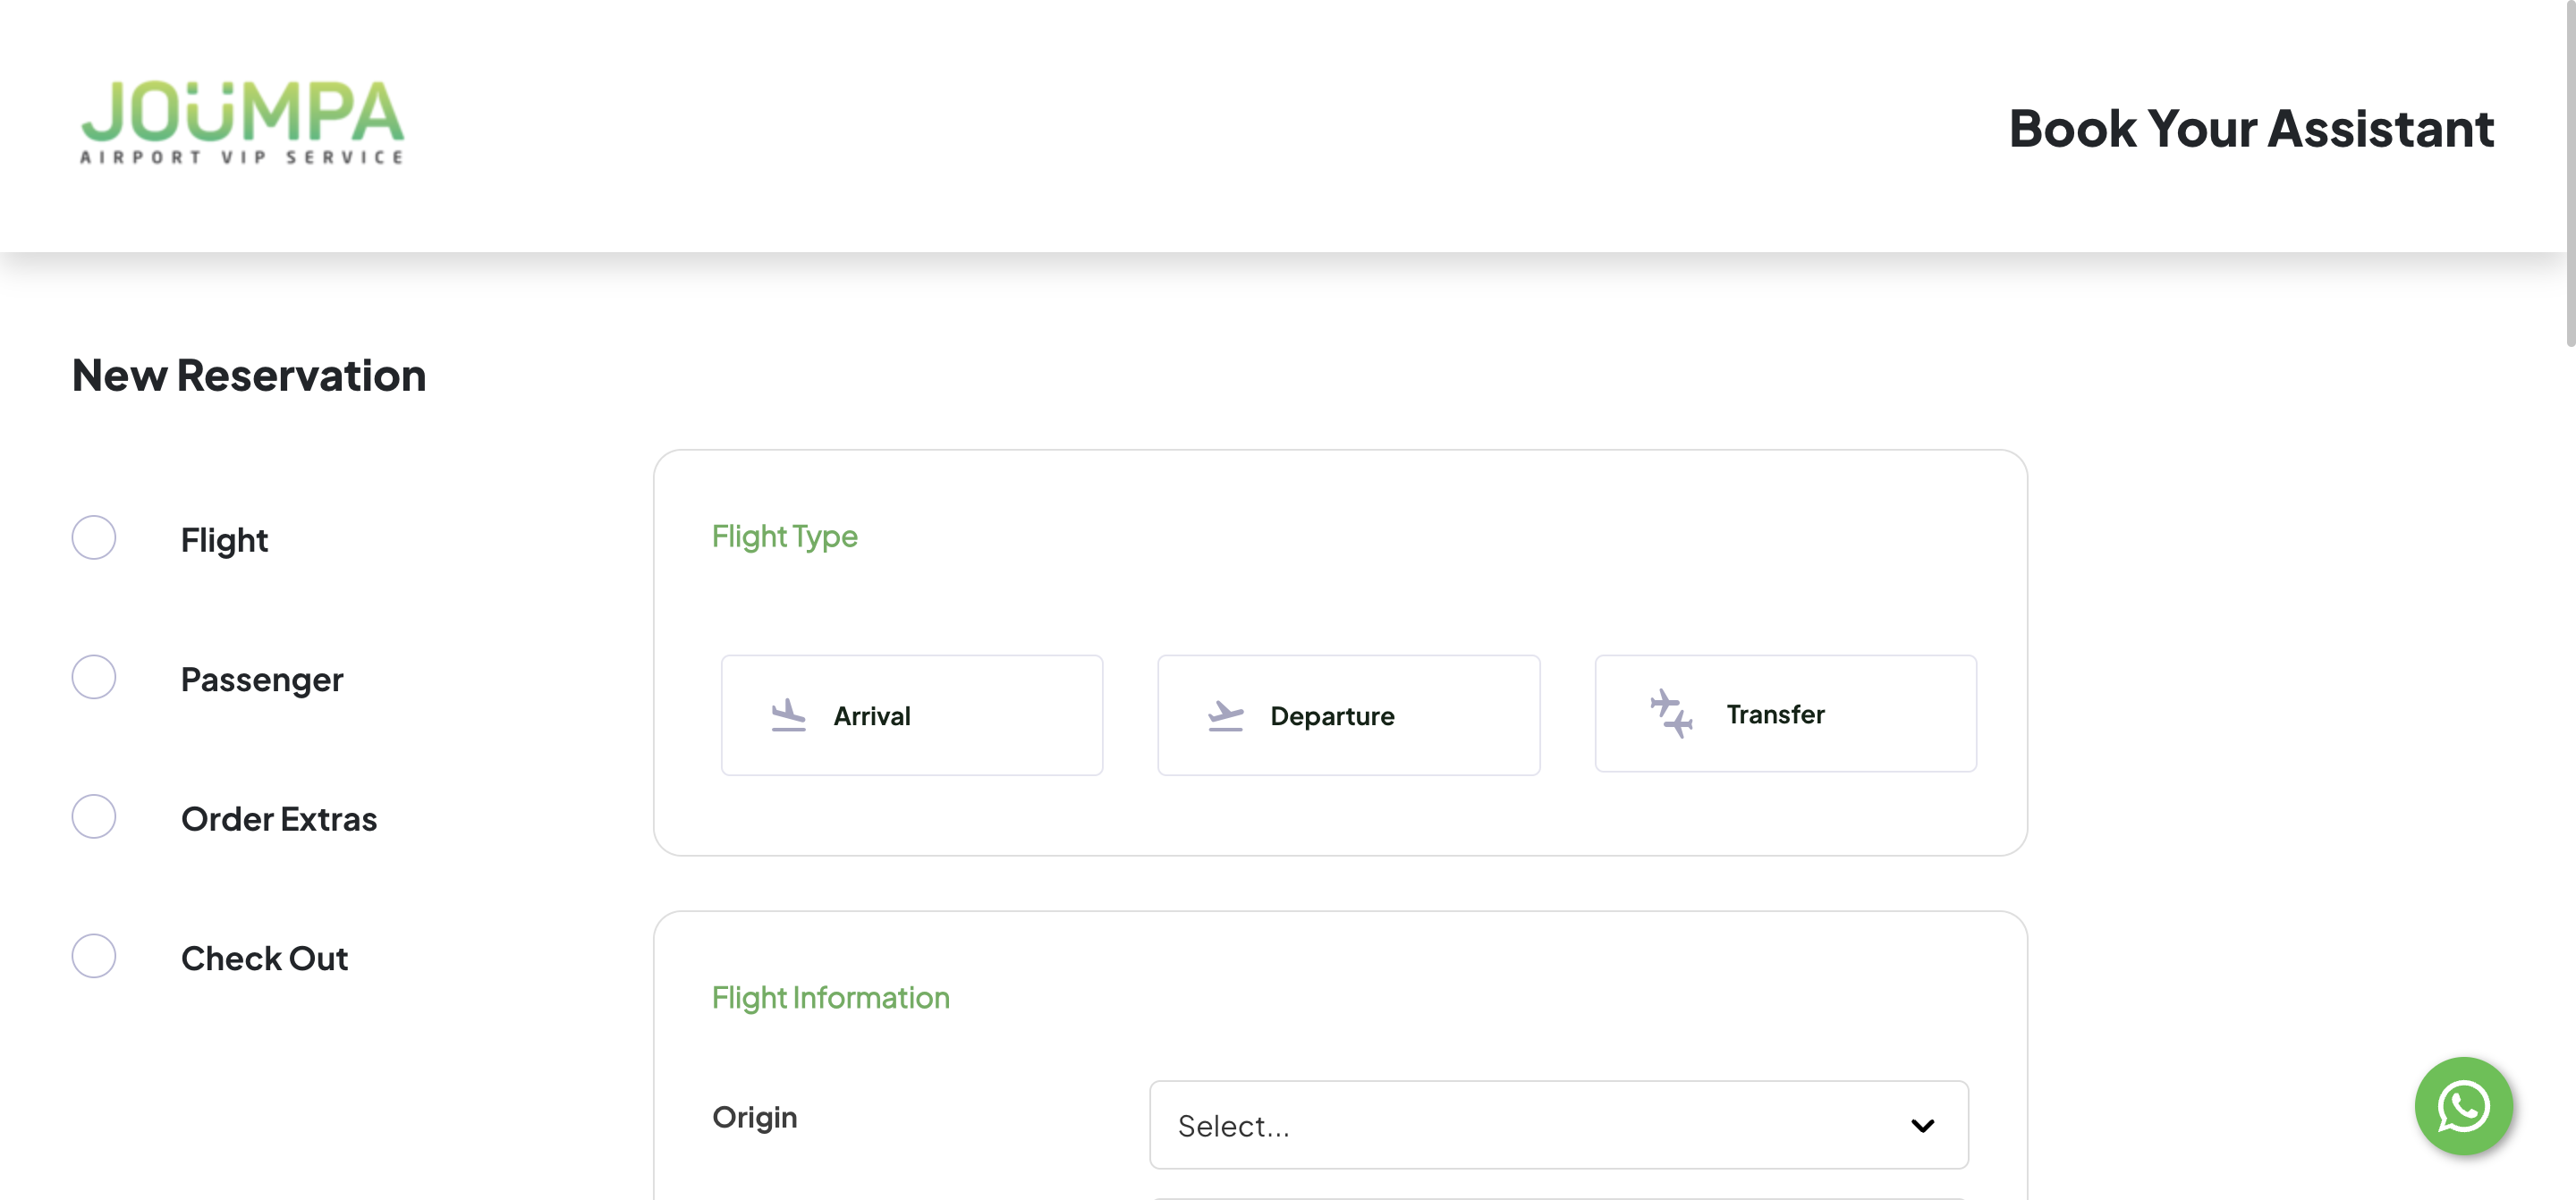 JOÜMPA
AIRPORT VIP SERVICE
Book Your Assistant
New Reservation
Flight
Passenger
Order Extras
Check Out
Flight Type
Arrival
Departure
Transfer
Flight Information
Origin
Select...